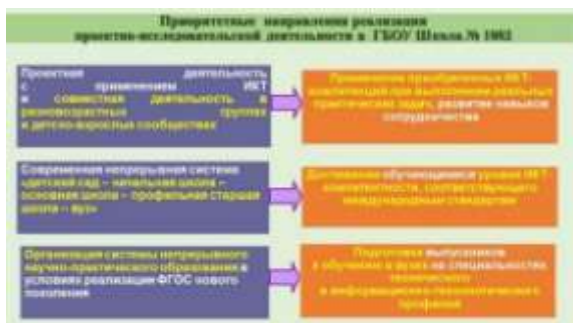 Приоритетные направления реализации
проектно-исследовательской деятельности в ГБОУ Школа № 1002
Проектная деятельность
с применением ИКТ
и совместная деятельность в
разновозрастных группах
и детско-взрослых сообществах
Применение приобретенных ИКТ-
компетенций при выполнении реальных
практических задач, развитие навыков
сотрудничества
Современная непрерывная система
«детский сад – начальная школа –
основная школа – профильная старшая
школа – вуз»
Достижение обучающимися уровня ИКТ-
компетентности, соответствующего
международным стандартам
Организация системы непрерывного
научно-практического образования в
условиях реализации ФГОС нового
поколения
Подготовка выпускников
к обучению в вузах на специальностях
технического
и информационно-технологического
профилей